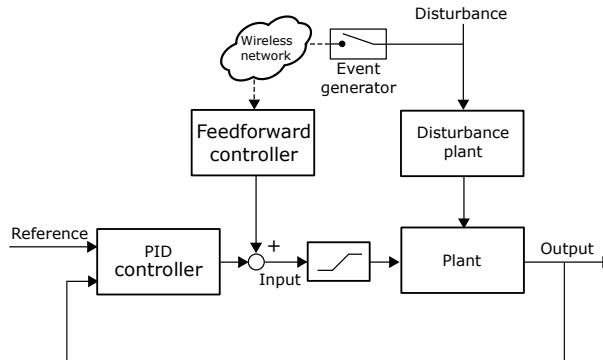 Disturbance
Wireless
network
Event
generator
Feedforward
controller
Disturbance
plant
Reference
PID
controller
+
Input
Plant
Output